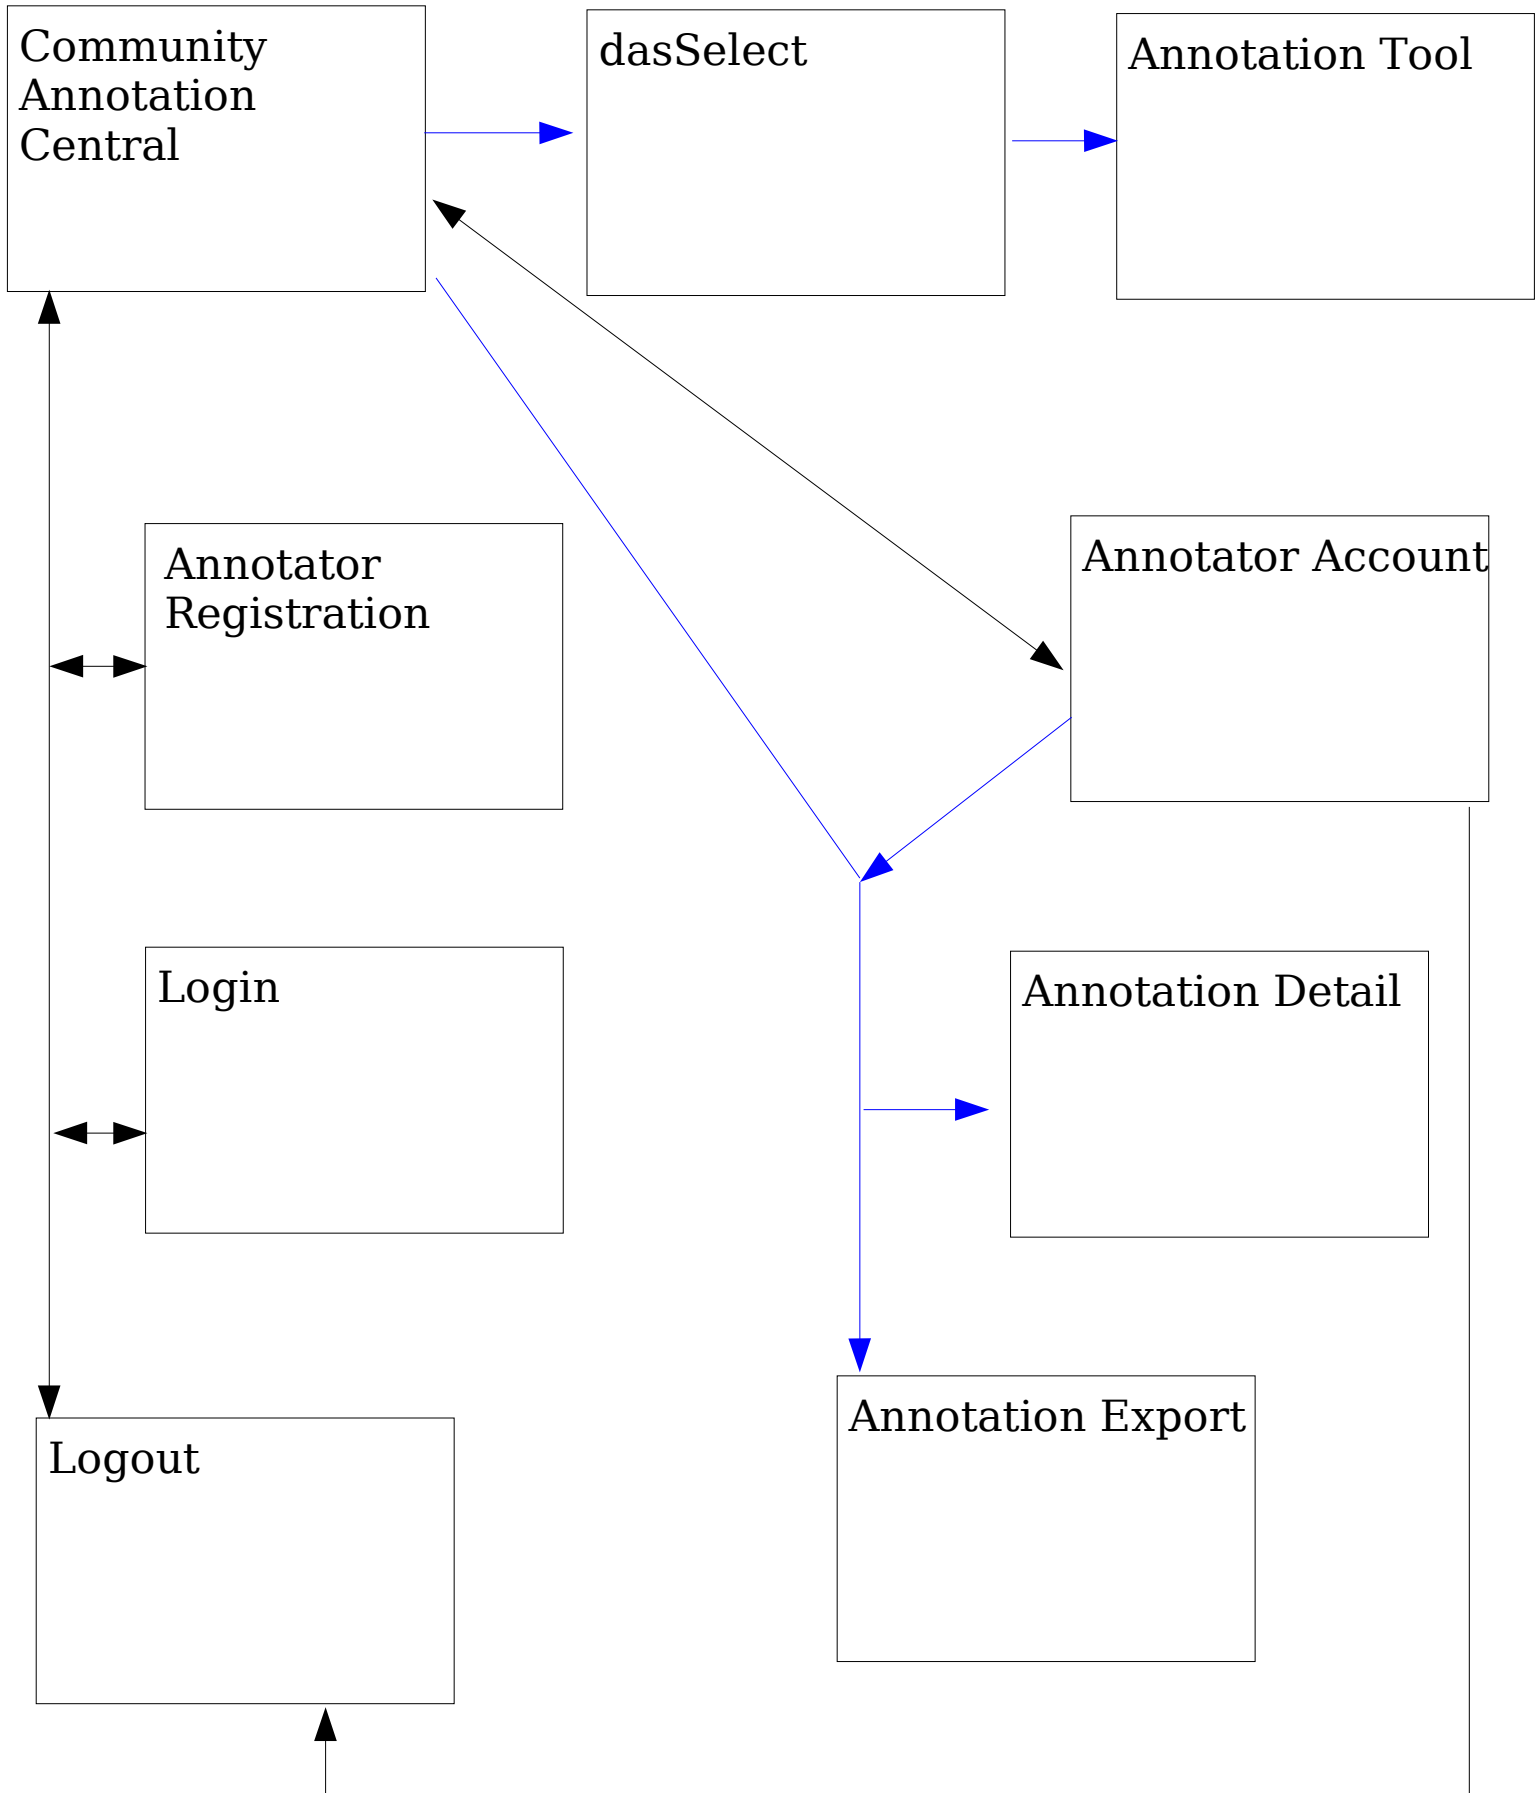 Community
Annotation
Central
dasSelect
Annotation Tool
Annotator
Registration
Annotator Account
Login
Annotation Detail
Annotation Export
Logout